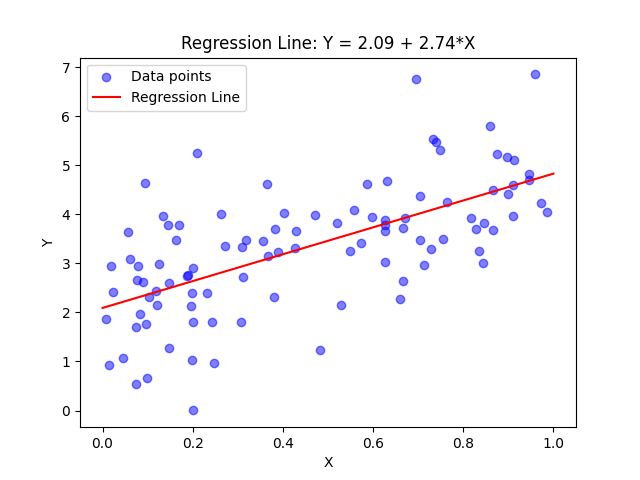 Regression Line: Y = 2.09 + 2.74*X
Data points
Regression Line
7
6
5
4
3
2
1
0
Y
0.0 0.2 0.4 0.6 0.8 1.0
X